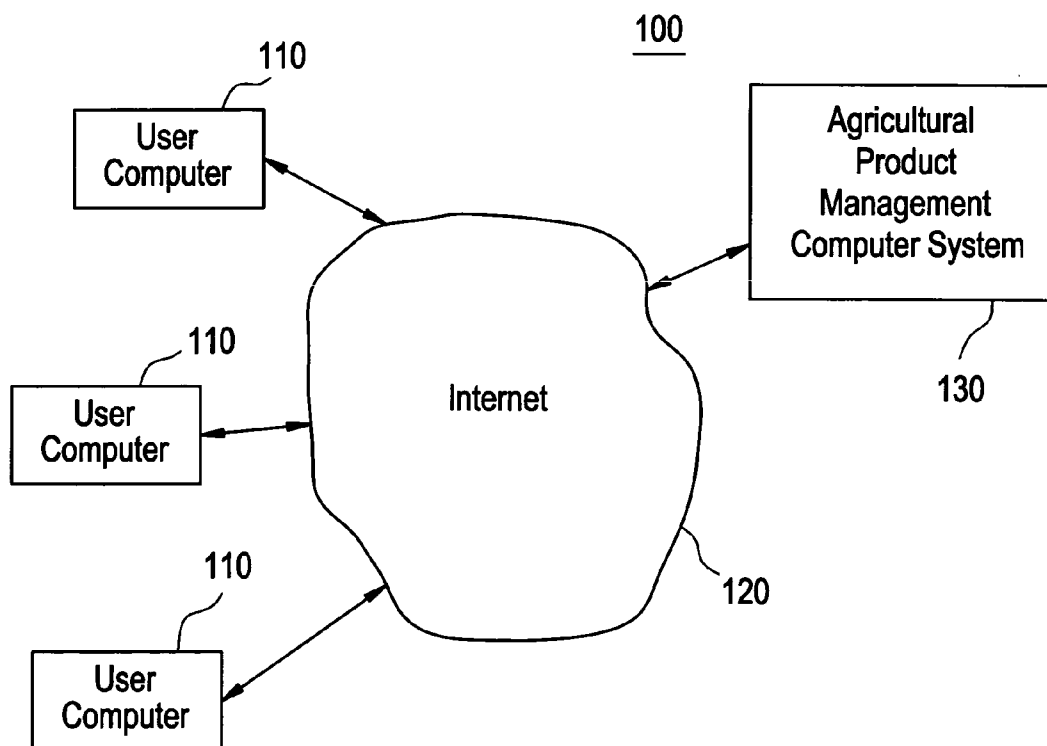 100
110
User
Computer
Agricultural
Product
Management
Computer System
130
110
User
Computer
Internet
120
110
User
Computer